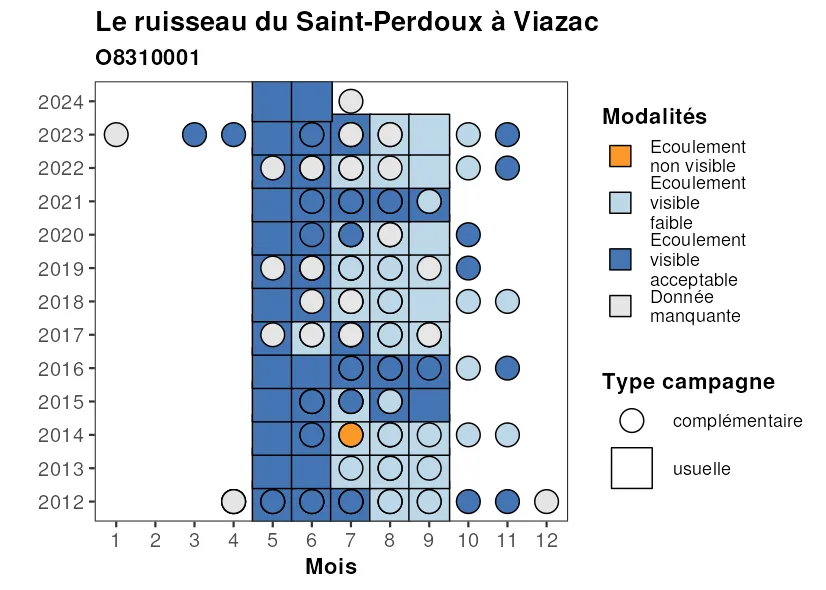 Le ruisseau du Saint-Perdoux à Viazac
O8310001
2024
2023
2022
2021
2020
2019
2018
2017
2016
2015
2014
2013
2012
1 2 3 4 5 6 7 8 9 10 11 12
Mois
Modalités
Ecoulement
non visible
Ecoulement
visible
faible
Ecoulement
visible
acceptable
Donnée
manquante
Type campagne
complémentaire
usuelle